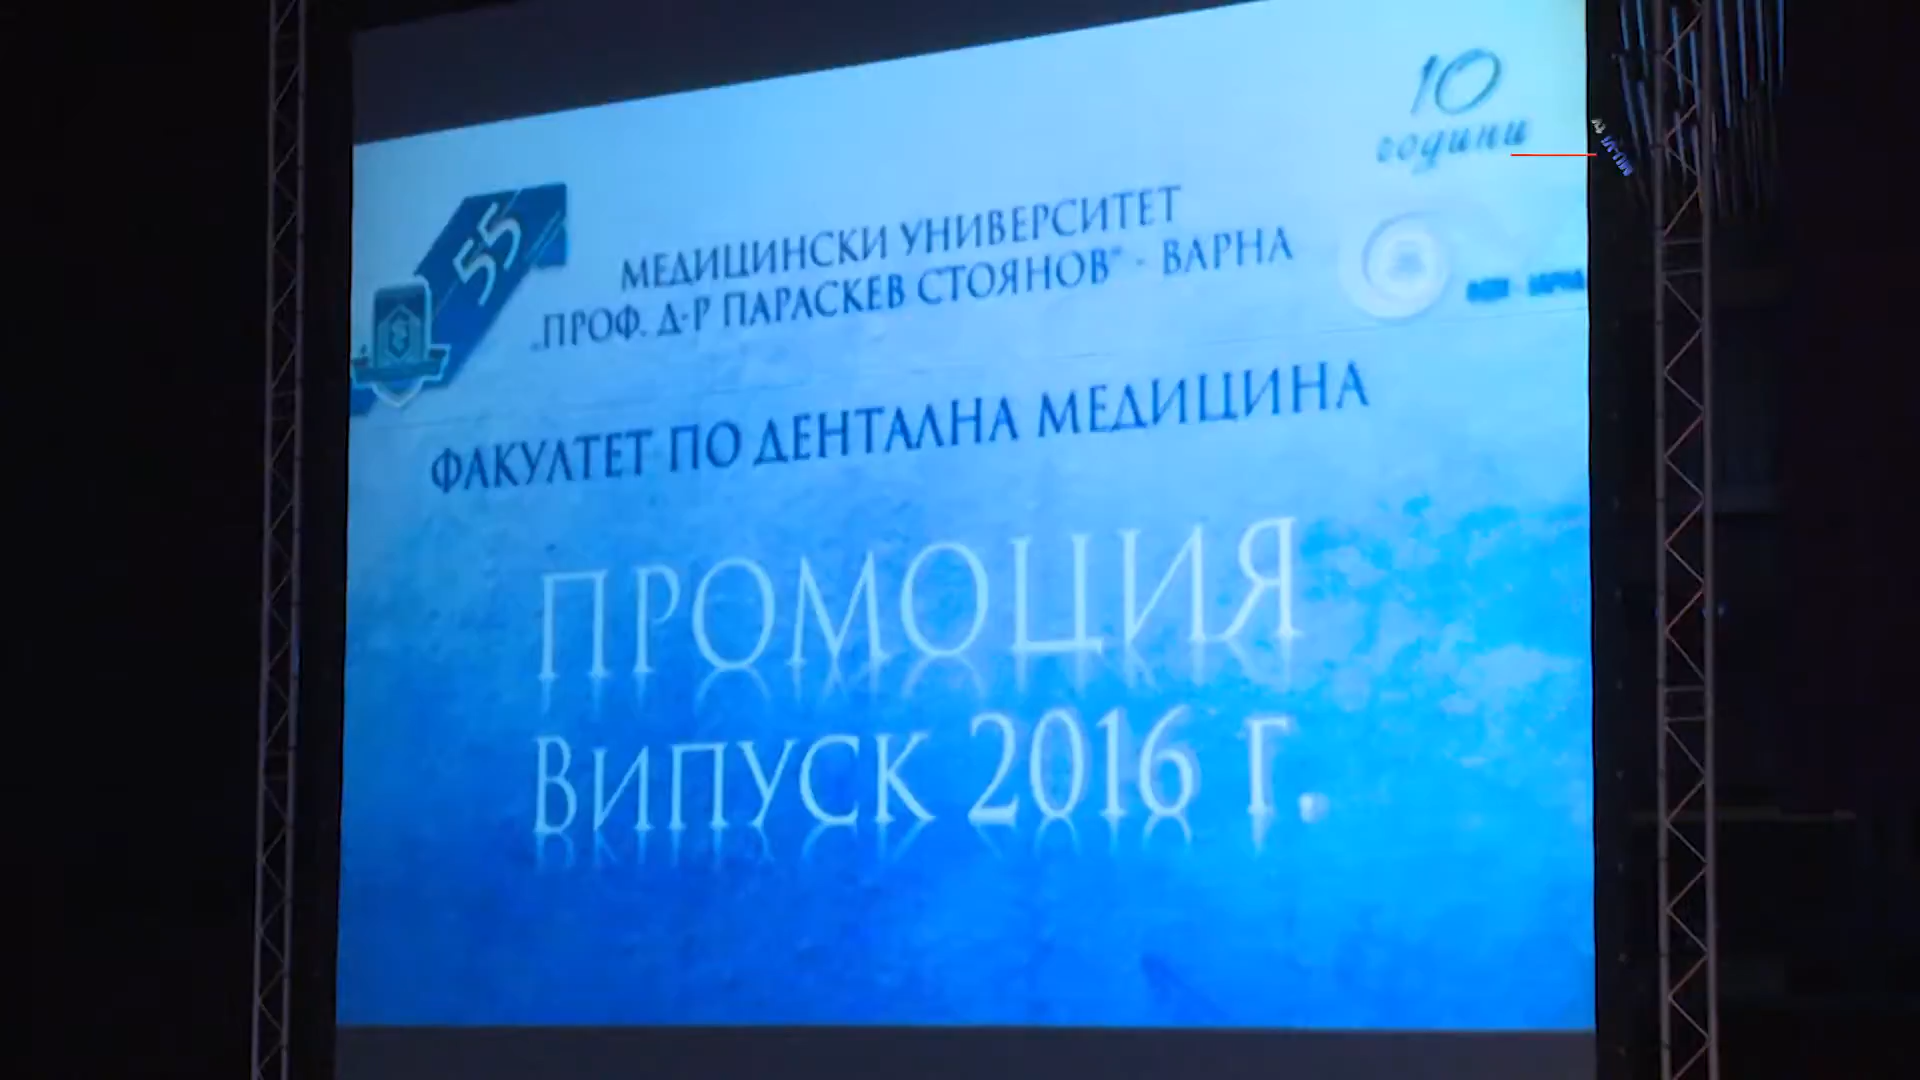 10
години
55
МЕДИЦИНСКИ УНИВЕРСИТЕТ
„ПРОФ. Д-Р ПАРАСКЕВ СТОЯНОВ" - ВАРНА
ФАКУЛТЕТ ПО ДЕНТАЛНА МЕДИЦИНА
ПРОМОЦИЯ
ВИПУСК 2016 Г.